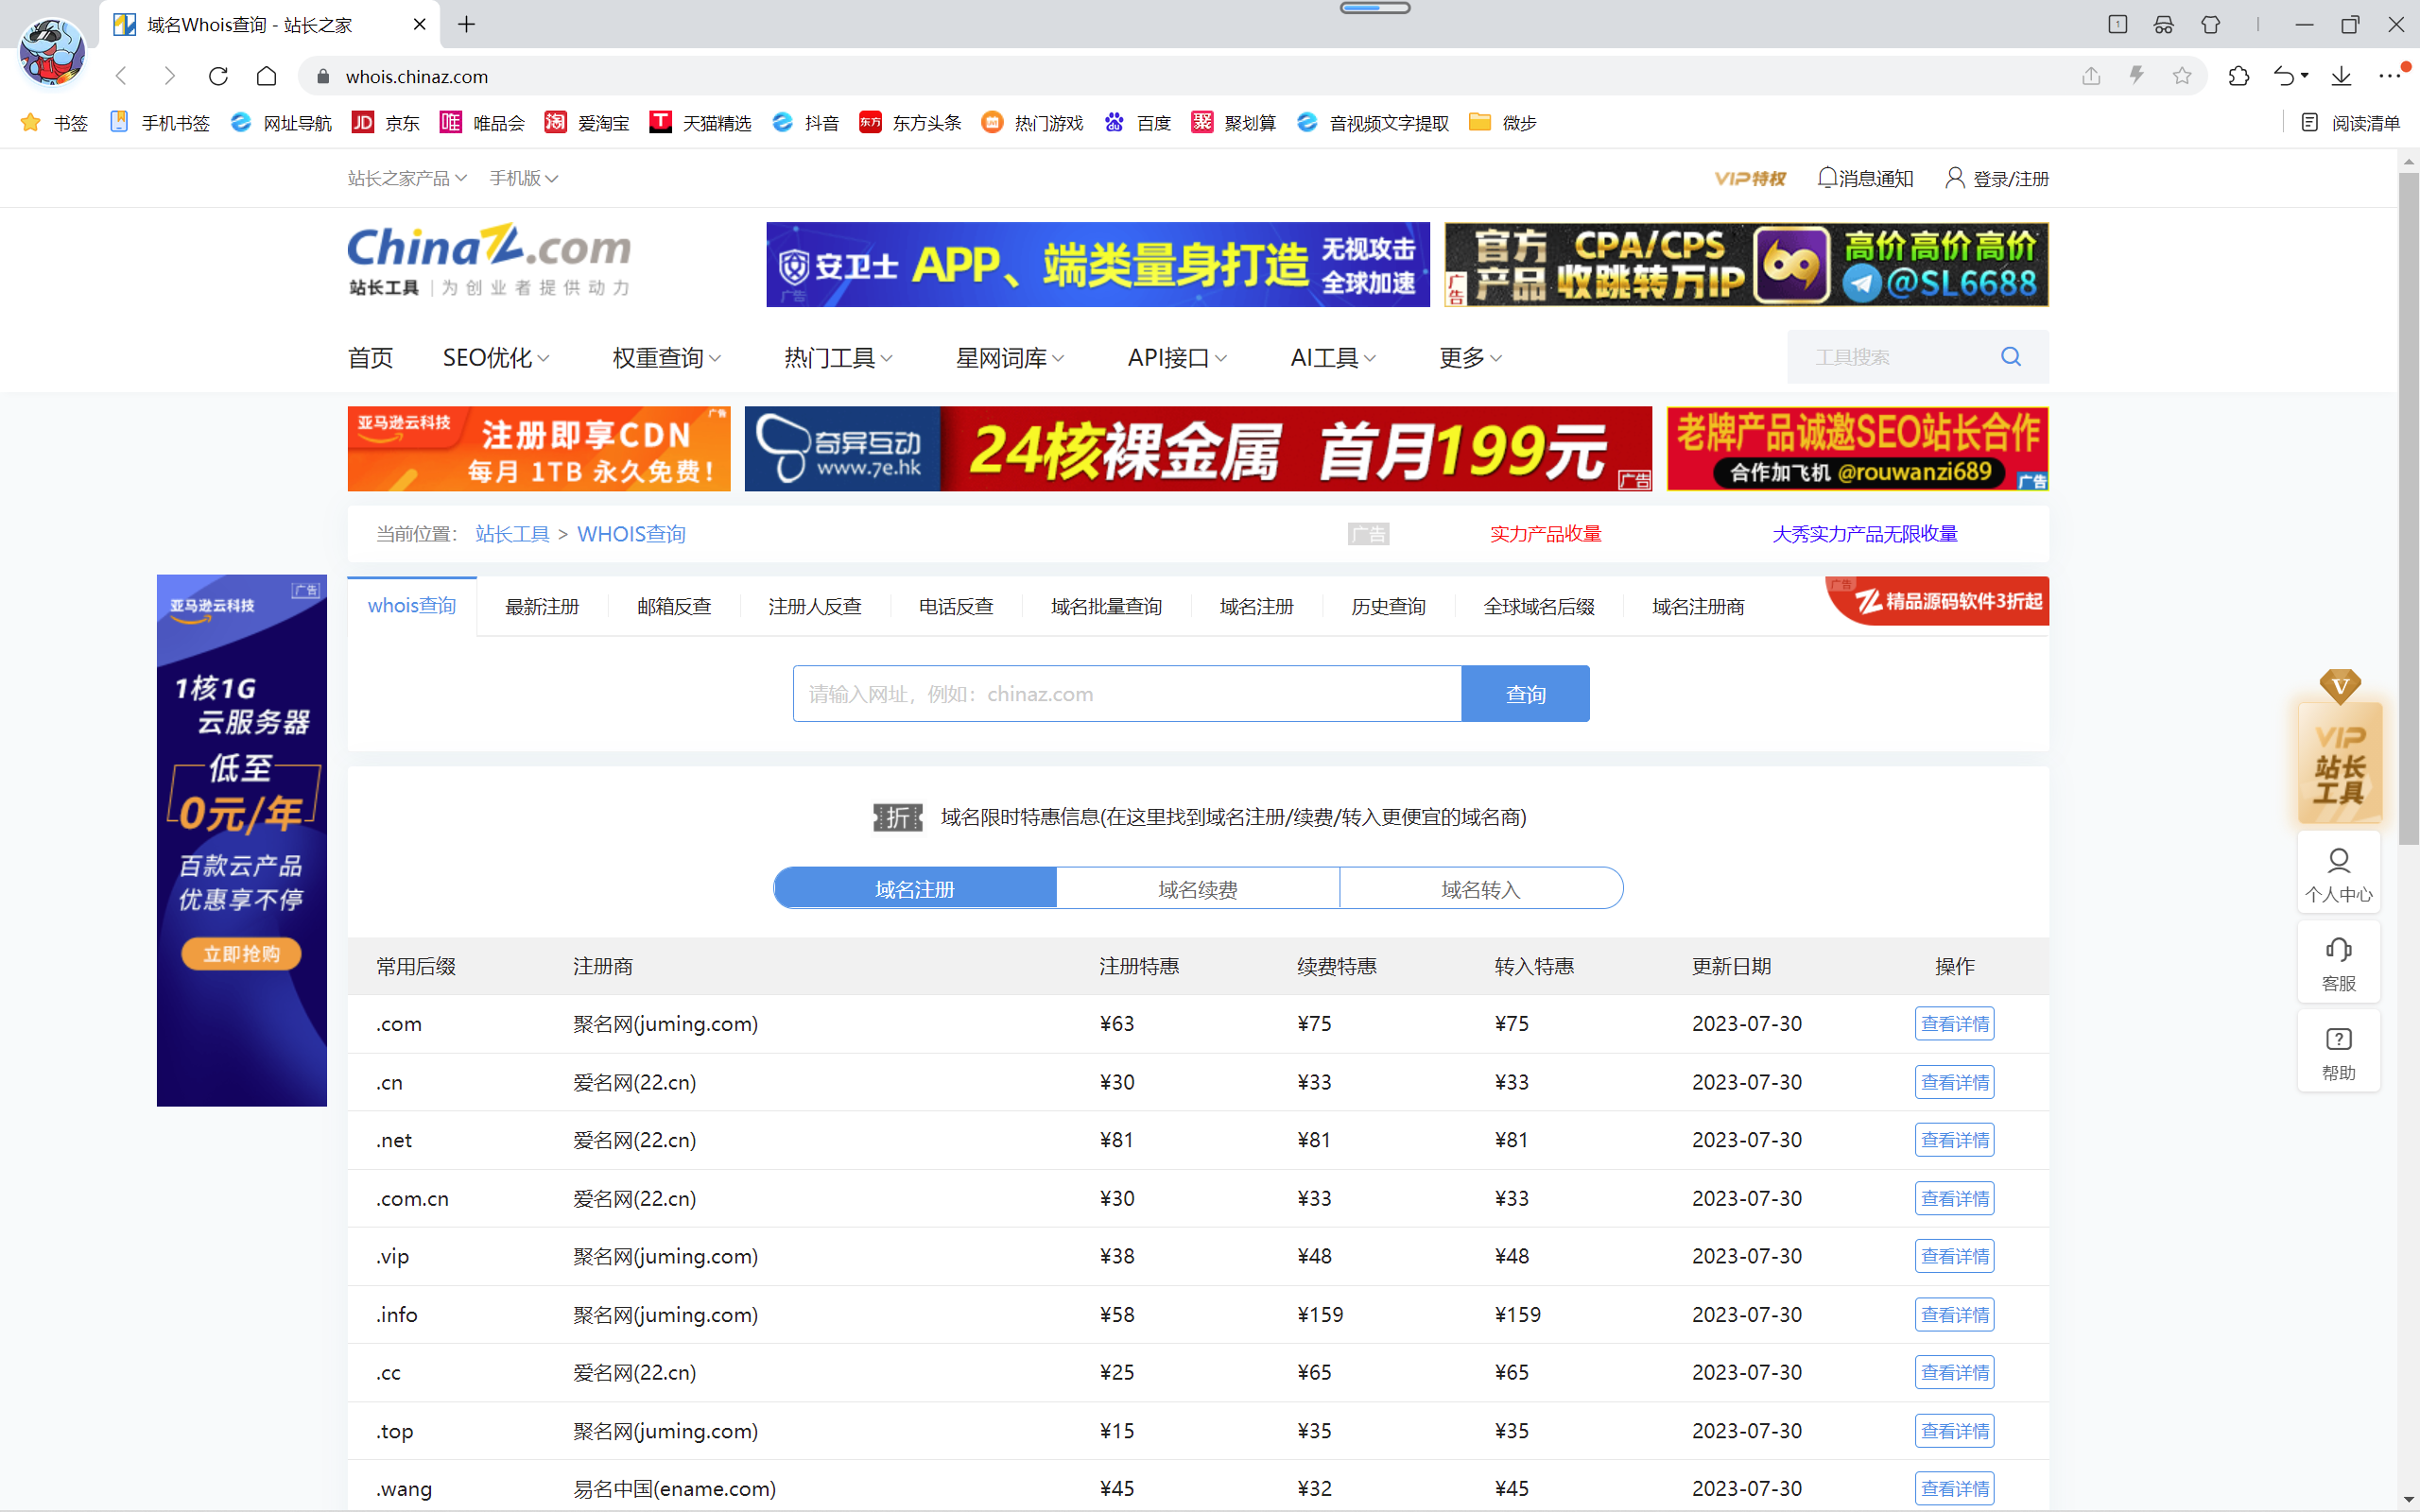 域名Whois查询 - 站长之家
1
whois.chinaz.com
书签 手机书签 网址导航 JD 京东 唯 唯品会 淘 爱淘宝 T 天猫精选 抖音 东方 东方头条 热门游戏 百度 聚 聚划算 音视频文字提取 微步 阅读清单
站长之家产品 手机版 VIP特权 消息通知 登录/注册
ChinaZ.com
站长工具 | 为创业者提供动力
安卫士 APP、端类量身打造 无视攻击
全球加速
广告
官方 CPA/CPS 高价高价高价
产品 收跳转万IP 69 @SL6688
广告
首页 SEO优化 权重查询 热门工具 星网词库 API接口 AI工具 更多 工具搜索
亚马逊云科技 注册即享CDN 广告
每月 1TB 永久免费!
奇异互动 24核裸金属 首月199元
www.7e.hk 广告
老牌产品诚邀SEO站长合作
合作加飞机 @rouwanzi689 广告
当前位置: 站长工具 > WHOIS查询 广告 实力产品收量 大秀实力产品无限收量
亚马逊云科技 广告
1核1G
云服务器
低至
0元/年
百款云产品
优惠享不停
立即抢购
whois查询 最新注册 邮箱反查 注册人反查 电话反查 域名批量查询 域名注册 历史查询 全球域名后缀 域名注册商 广告 精品源码软件3折起
请输入网址，例如：chinaz.com 查询
折 域名限时特惠信息(在这里找到域名注册/续费/转入更便宜的域名商)
域名注册 域名续费 域名转入
常用后缀 注册商 注册特惠 续费特惠 转入特惠 更新日期 操作
.com 聚名网(juming.com) ¥63 ¥75 ¥75 2023-07-30 查看详情
.cn 爱名网(22.cn) ¥30 ¥33 ¥33 2023-07-30 查看详情
.net 爱名网(22.cn) ¥81 ¥81 ¥81 2023-07-30 查看详情
.com.cn 爱名网(22.cn) ¥30 ¥33 ¥33 2023-07-30 查看详情
.vip 聚名网(juming.com) ¥38 ¥48 ¥48 2023-07-30 查看详情
.info 聚名网(juming.com) ¥58 ¥159 ¥159 2023-07-30 查看详情
.cc 爱名网(22.cn) ¥25 ¥65 ¥65 2023-07-30 查看详情
.top 聚名网(juming.com) ¥15 ¥35 ¥35 2023-07-30 查看详情
.wang 易名中国(ename.com) ¥45 ¥32 ¥45 2023-07-30 查看详情
V
VIP
站长
工具
个人中心
客服
帮助